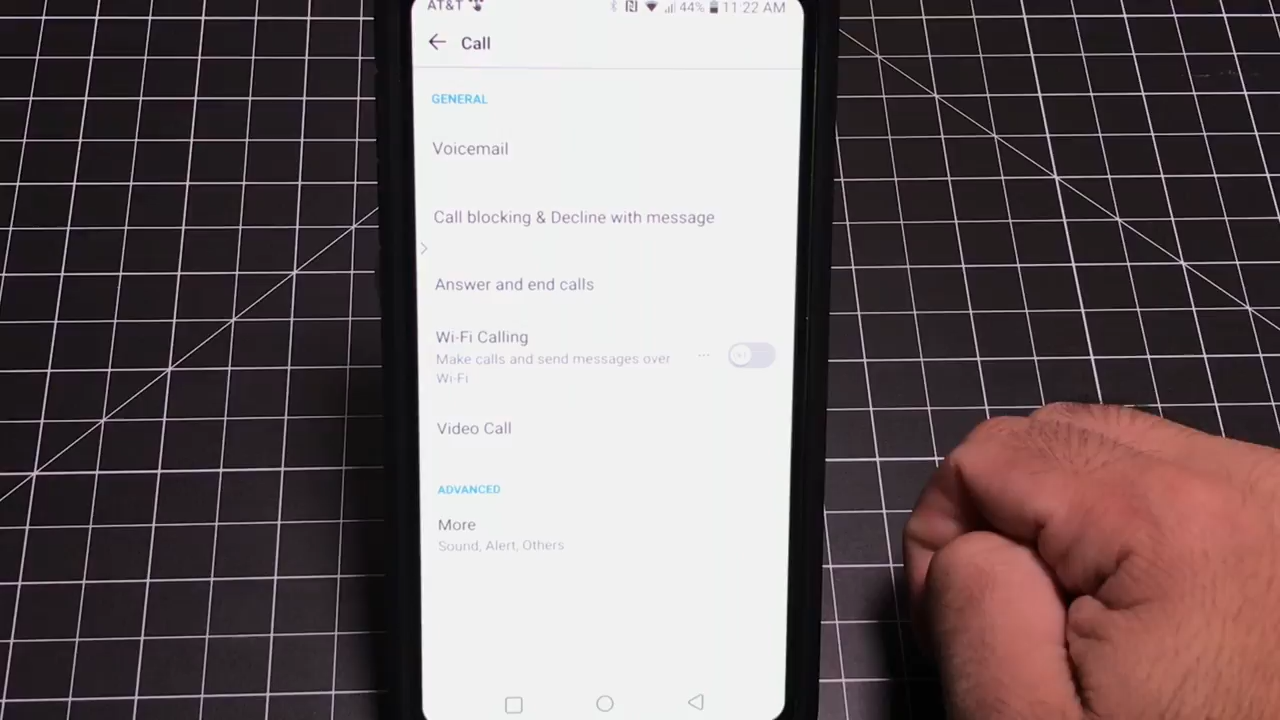 AT&T 44% 11:22 AM
Call
GENERAL
Voicemail
Call blocking & Decline with message
Answer and end calls
Wi-Fi Calling
Make calls and send messages over
Wi-Fi
Video Call
ADVANCED
More
Sound, Alert, Others